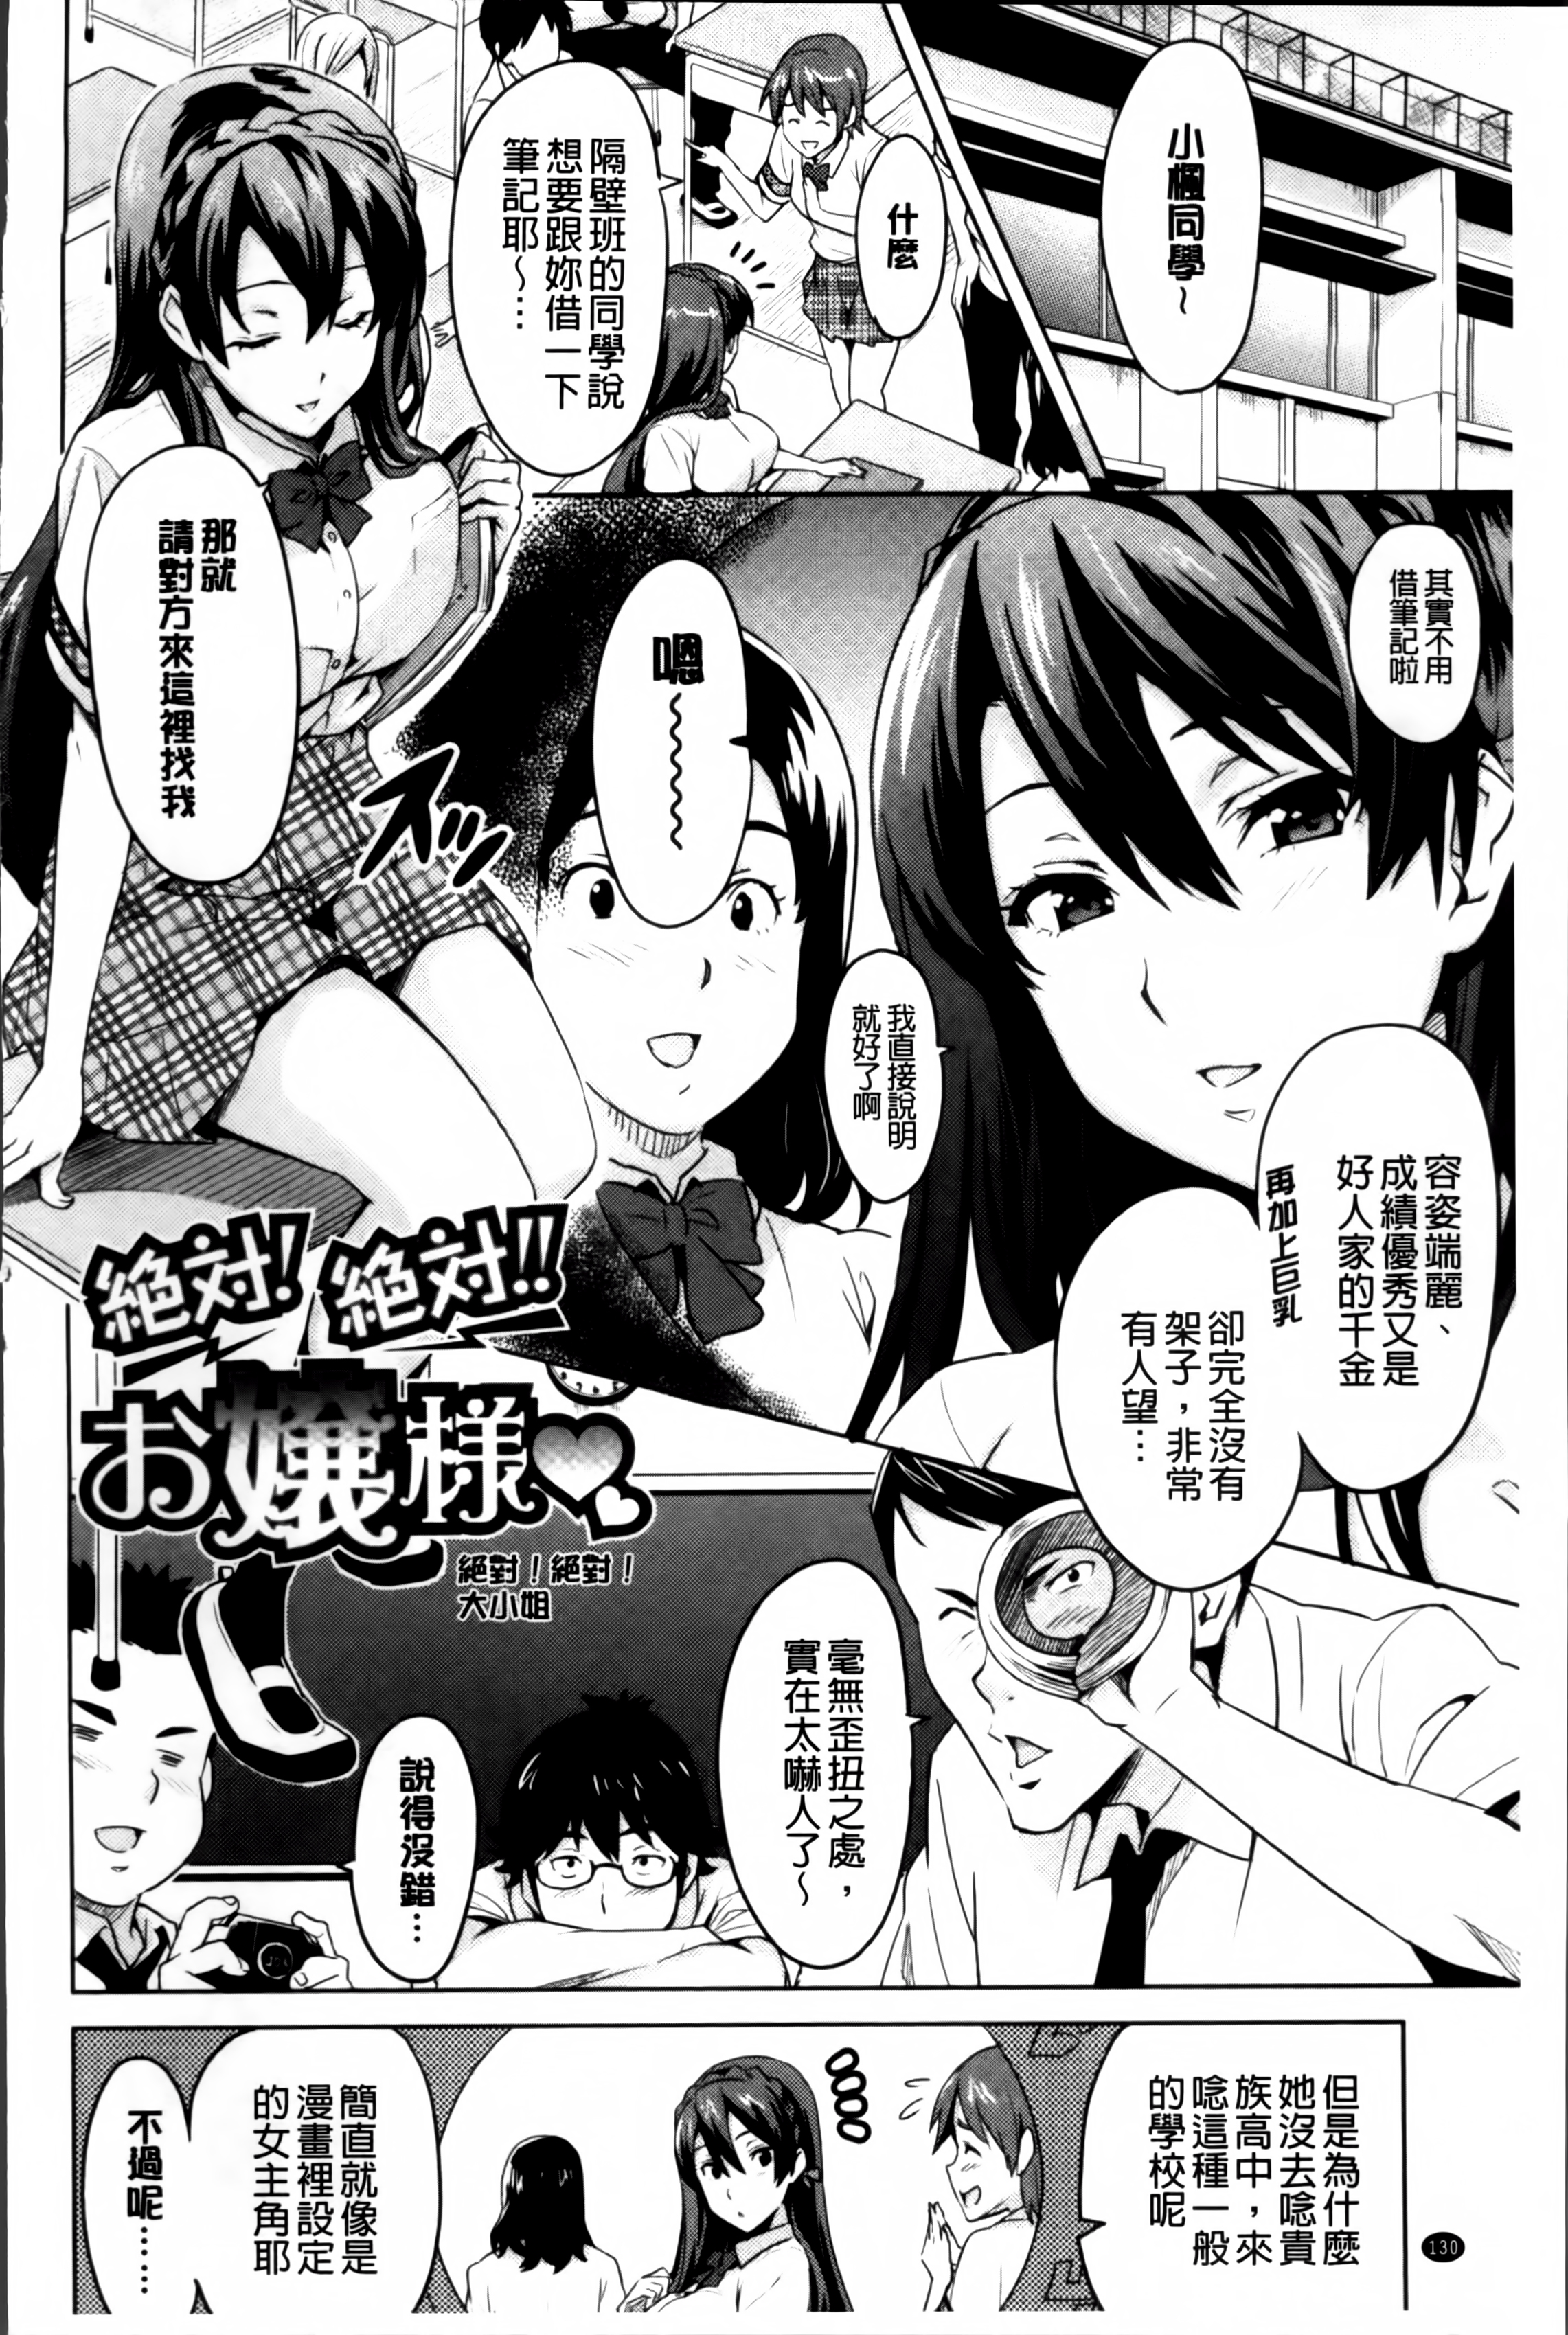 小楓同學～
什麼
隔壁班的同學說
想要跟妳借一下
筆記耶～…
那就
請對方來這裡找我
ズッ
其實不用
借筆記啦
嗯～～～～
我直接說明
就好了啊
容姿端麗、
成績優秀又是
好人家的千金
再加上巨乳
卻完全沒有
架子，非常
有人望…
絶対！絶対!!
お嬢様
絕對！絕對！
大小姐
毫無歪扭之處，
實在太嚇人了～
說得沒錯…
但是為什麼
她沒去唸貴
族高中，來
唸這種一般
的學校呢
簡直就像是
漫畫裡設定
的女主角耶
不過呢……
130